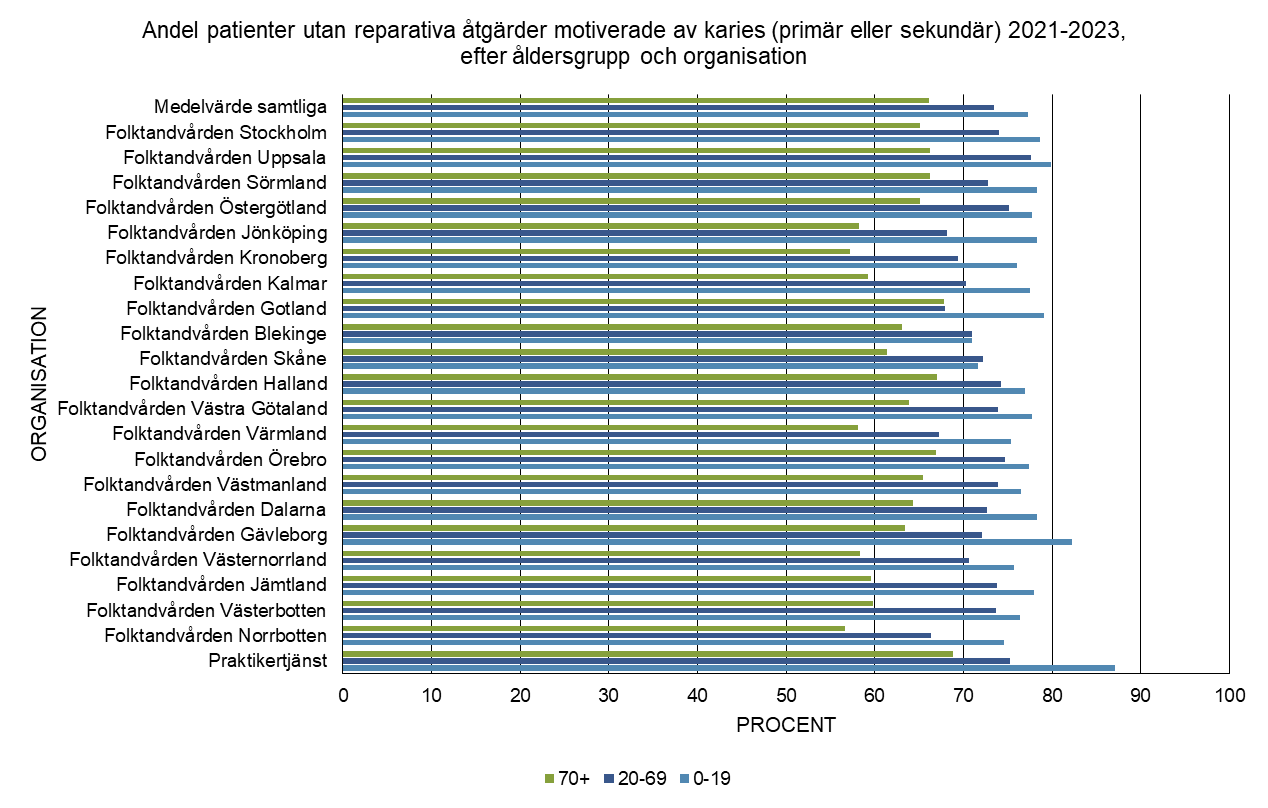 Andel patienter utan reparativa åtgärder motiverade av karies (primär eller sekundär) 2021-2023,
efter åldersgrupp och organisation
ORGANISATION
Medelvärde samtliga
Folktandvården Stockholm
Folktandvården Uppsala
Folktandvården Sörmland
Folktandvården Östergötland
Folktandvården Jönköping
Folktandvården Kronoberg
Folktandvården Kalmar
Folktandvården Gotland
Folktandvården Blekinge
Folktandvården Skåne
Folktandvården Halland
Folktandvården Västra Götaland
Folktandvården Värmland
Folktandvården Örebro
Folktandvården Västmanland
Folktandvården Dalarna
Folktandvården Gävleborg
Folktandvården Västernorrland
Folktandvården Jämtland
Folktandvården Västerbotten
Folktandvården Norrbotten
Praktikertjänst
0 10 20 30 40 50 60 70 80 90 100
PROCENT
70+ 20-69 0-19